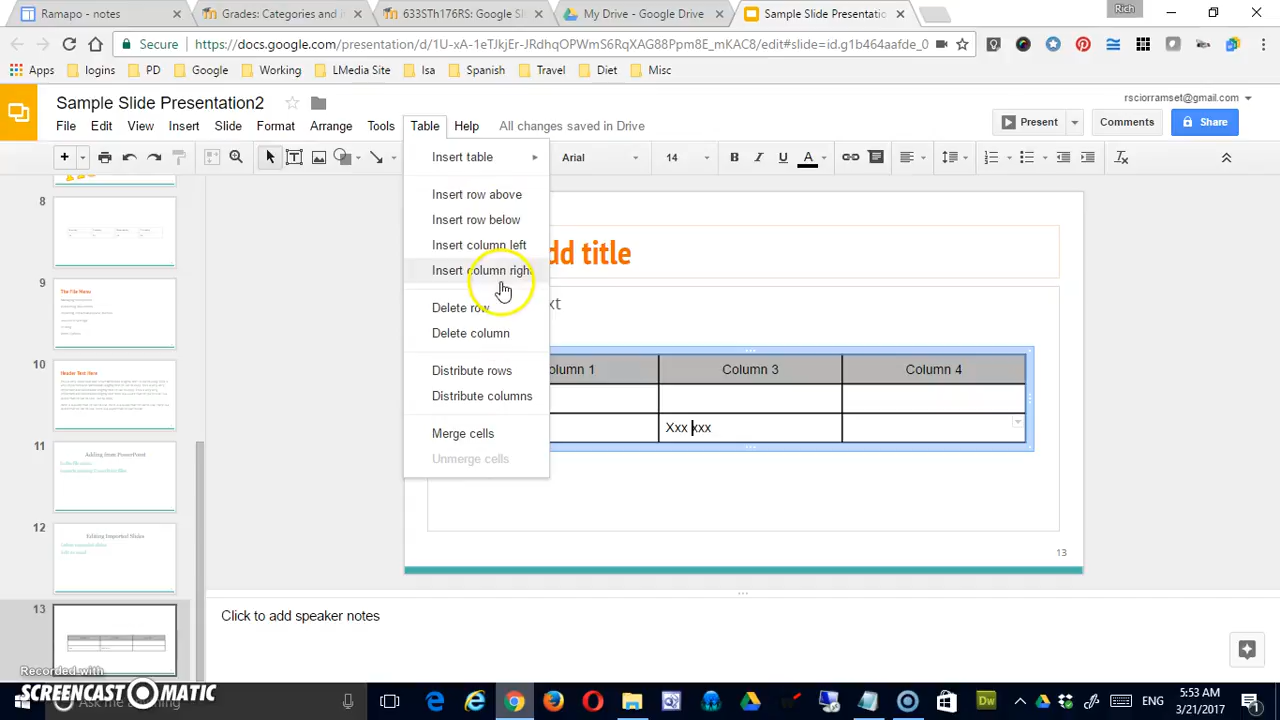 Rich
Ramapo - Slides
Grades: Categories and i
633STh176RS: Google Sl
My Drive - Google Drive
Sample Slide Presentatio
Secure https://docs.google.com/presentation/d/1U-xA-1eTJkjEr-JRdhqOPWmS6RqXAG88Ppm8E_mKAC8/edit#slide=id.g1b464aafde_0
Apps logins PD Google Working LMedia Site Isa Spanish Travel Diet Misc
Sample Slide Presentation2
rsciorramset@gmail.com
File Edit View Insert Slide Format Arrange Tools Table Help All changes saved in Drive
Present Comments Share
Arial 14 B I U A
Insert table
Insert row above
Insert row below
Insert column left
Insert column right
Delete row
Delete column
Distribute rows
Distribute columns
Merge cells
Unmerge cells
dd title
xt
olumn 1 Column 3 Column 4
Xxx xxx
13
8
9
The File Menu
10
Header Text Here
11
Adding from PowerPoint
12
Editing Imported Slides
13
Click to add speaker notes
Recorded with
SCREENCAST MATIC
Ask me anything
Dw
ENG
5:53 AM
3/21/2017